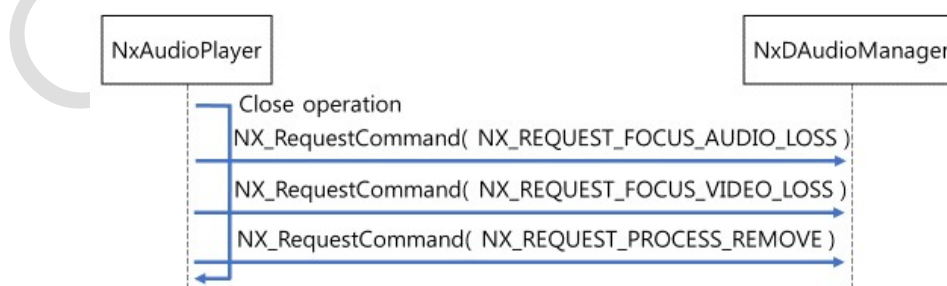 NxAudioPlayer
NxDAudioManager
Close operation
NX_RequestCommand( NX_REQUEST_FOCUS_AUDIO_LOSS )
NX_RequestCommand( NX_REQUEST_FOCUS_VIDEO_LOSS )
NX_RequestCommand( NX_REQUEST_PROCESS_REMOVE )